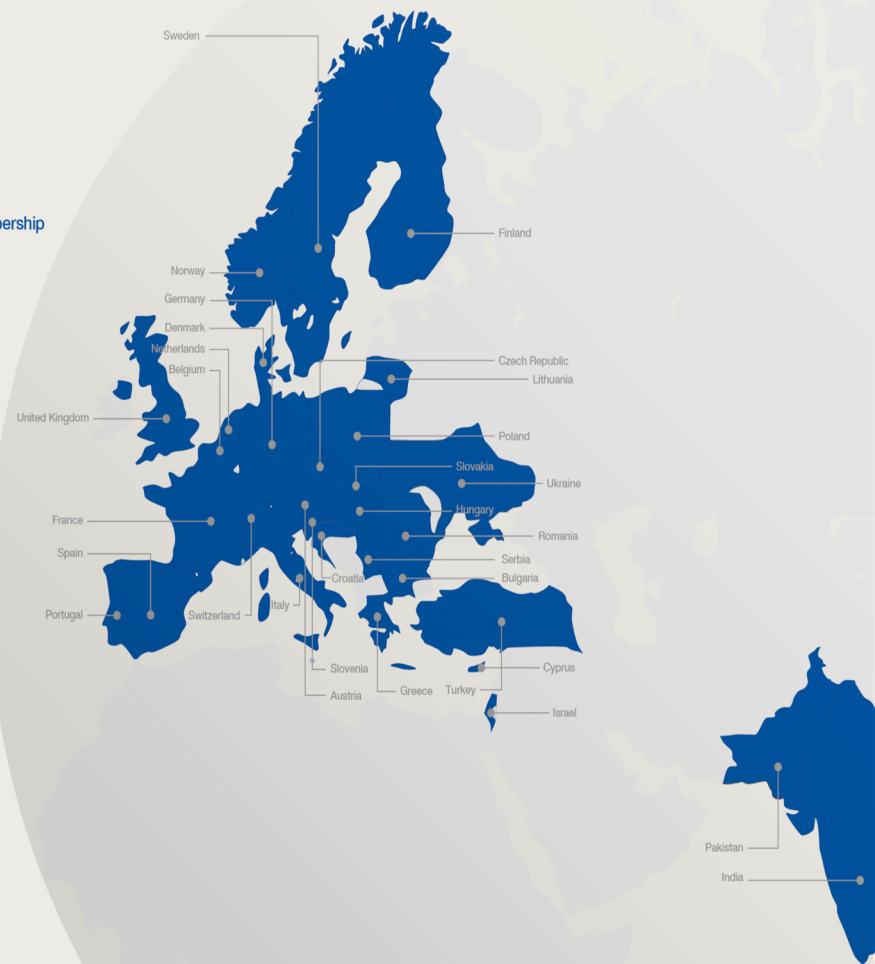 Sweden
bership
Finland
Norway
Germany
Denmark
Netherlands
Belgium
Czech Republic
Lithuania
United Kingdom
Poland
Slovakia
Ukraine
Hungary
France
Romania
Spain
Serbia
Croatia
Bulgaria
Italy
Portugal
Switzerland
Slovenia
Cyprus
Austria
Greece
Turkey
Israel
Pakistan
India